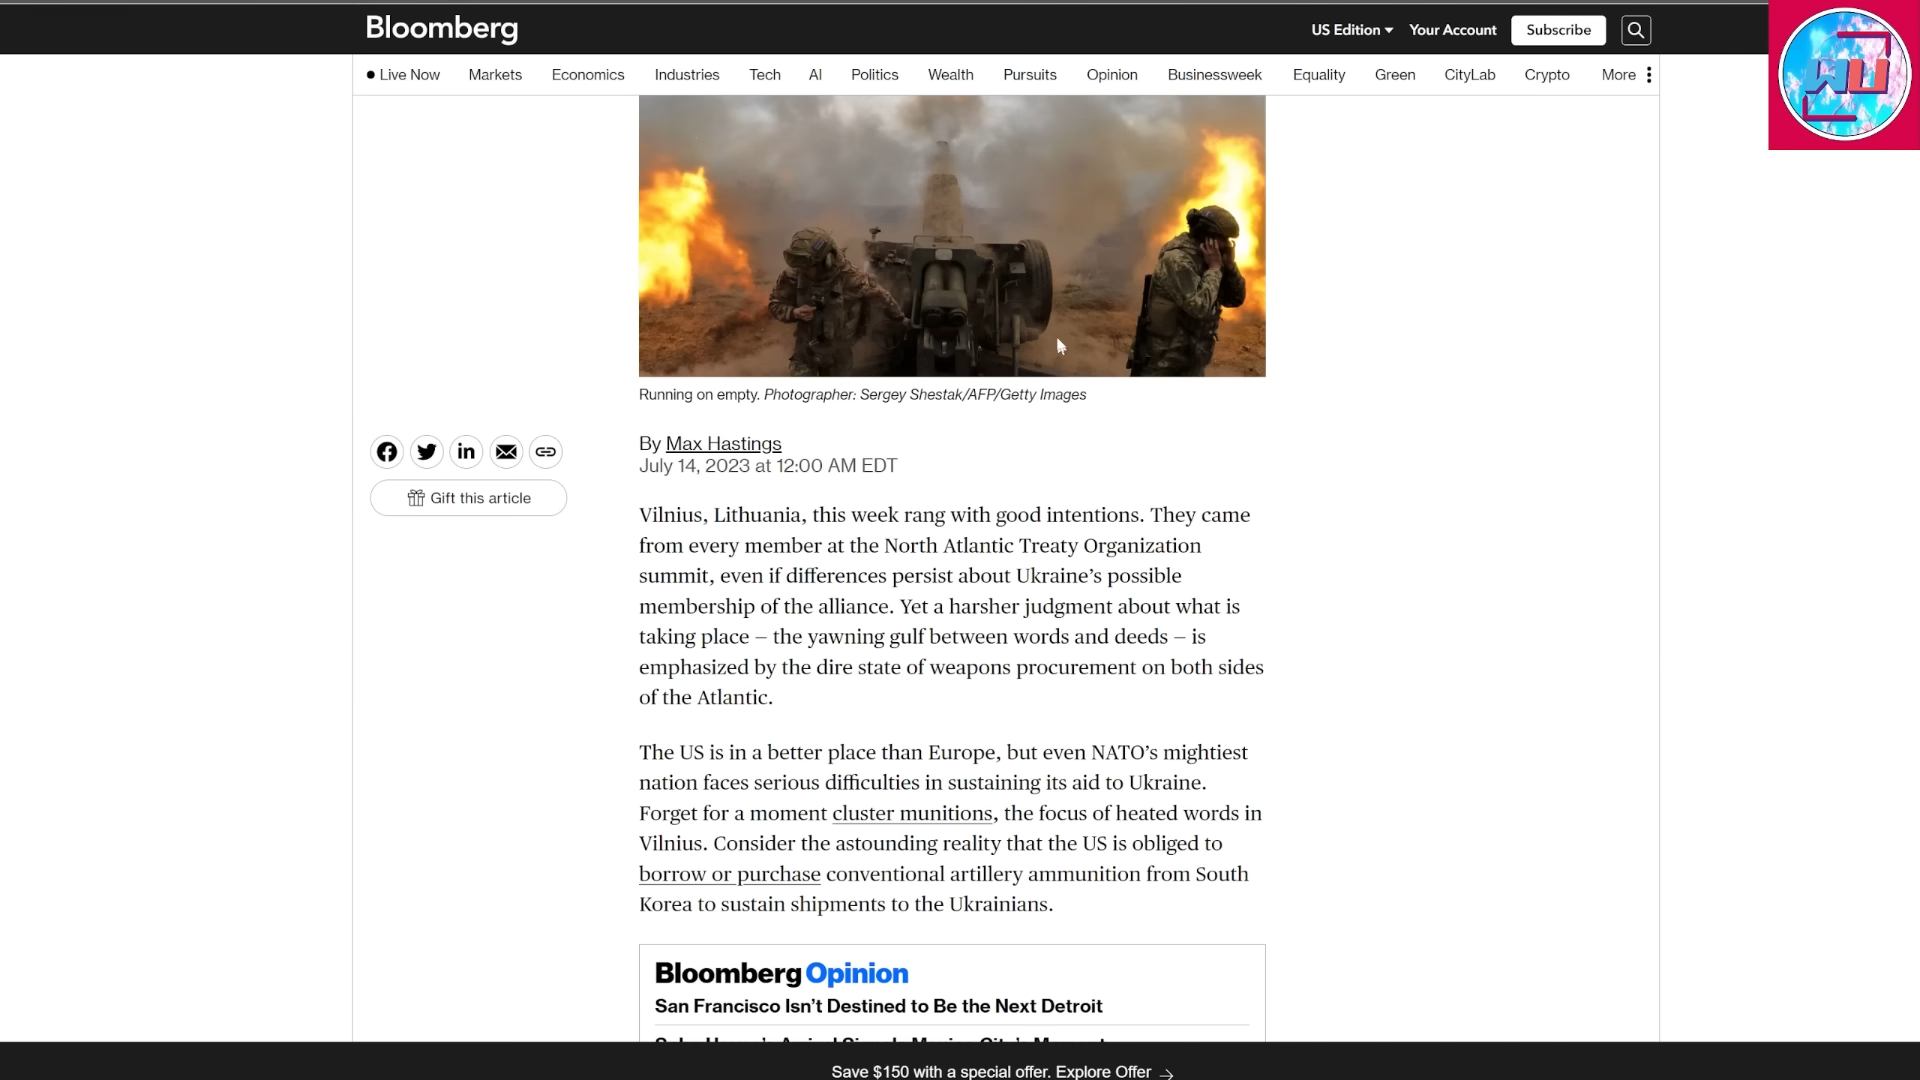 Bloomberg
US Edition
Your Account
Subscribe
Live Now
Markets
Economics
Industries
Tech
AI
Politics
Wealth
Pursuits
Opinion
Businessweek
Equality
Green
CityLab
Crypto
More
WU
Running on empty. Photographer: Sergey Shestak/AFP/Getty Images
By Max Hastings
July 14, 2023 at 12:00 AM EDT
Gift this article
Vilnius, Lithuania, this week rang with good intentions. They came
from every member at the North Atlantic Treaty Organization
summit, even if differences persist about Ukraine’s possible
membership of the alliance. Yet a harsher judgment about what is
taking place – the yawning gulf between words and deeds – is
emphasized by the dire state of weapons procurement on both sides
of the Atlantic.
The US is in a better place than Europe, but even NATO’s mightiest
nation faces serious difficulties in sustaining its aid to Ukraine.
Forget for a moment cluster munitions, the focus of heated words in
Vilnius. Consider the astounding reality that the US is obliged to
borrow or purchase conventional artillery ammunition from South
Korea to sustain shipments to the Ukrainians.
Bloomberg Opinion
San Francisco Isn’t Destined to Be the Next Detroit
Save $150 with a special offer. Explore Offer →